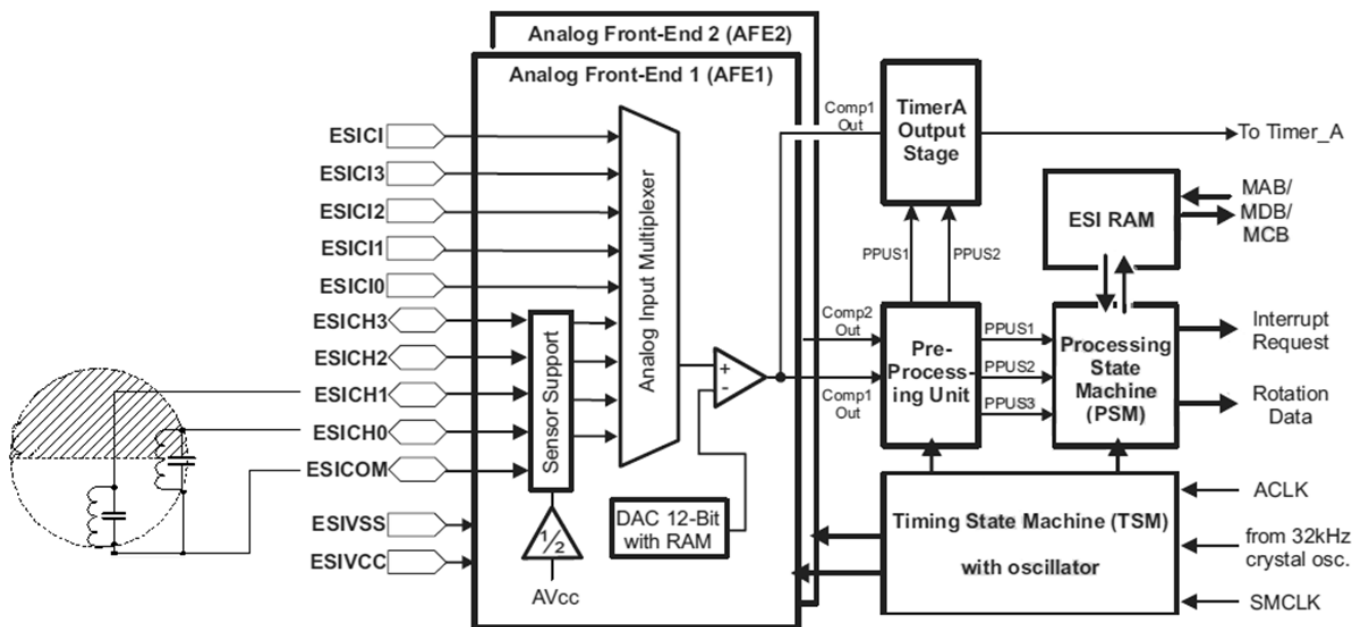 Analog Front-End 2 (AFE2)
Analog Front-End 1 (AFE1)
ESICI
ESICI3
ESICI2
ESICI1
ESICI0
ESICH3
ESICH2
ESICH1
ESICH0
ESICOM
ESIVSS
ESIVCC
Analog Input Multiplexer
Sensor Support
1/2
AVcc
+
-
DAC 12-Bit
with RAM
Comp1
Out
TimerA
Output
Stage
To Timer_A
PPUS1
PPUS2
ESI RAM
MAB/
MDB/
MCB
Comp2
Out
Comp1
Out
Pre-
Process-
ing Unit
PPUS1
PPUS2
PPUS3
Processing
State
Machine
(PSM)
Interrupt
Request
Rotation
Data
Timing State Machine (TSM)
with oscillator
ACLK
from 32kHz
crystal osc.
SMCLK